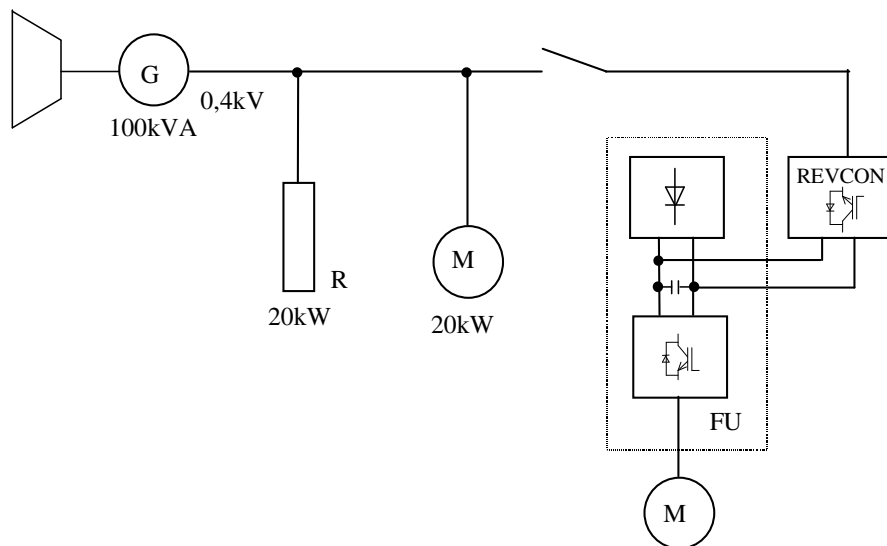 G
0,4kV
100kVA
REVCON
M
R
20kW
20kW
FU
M